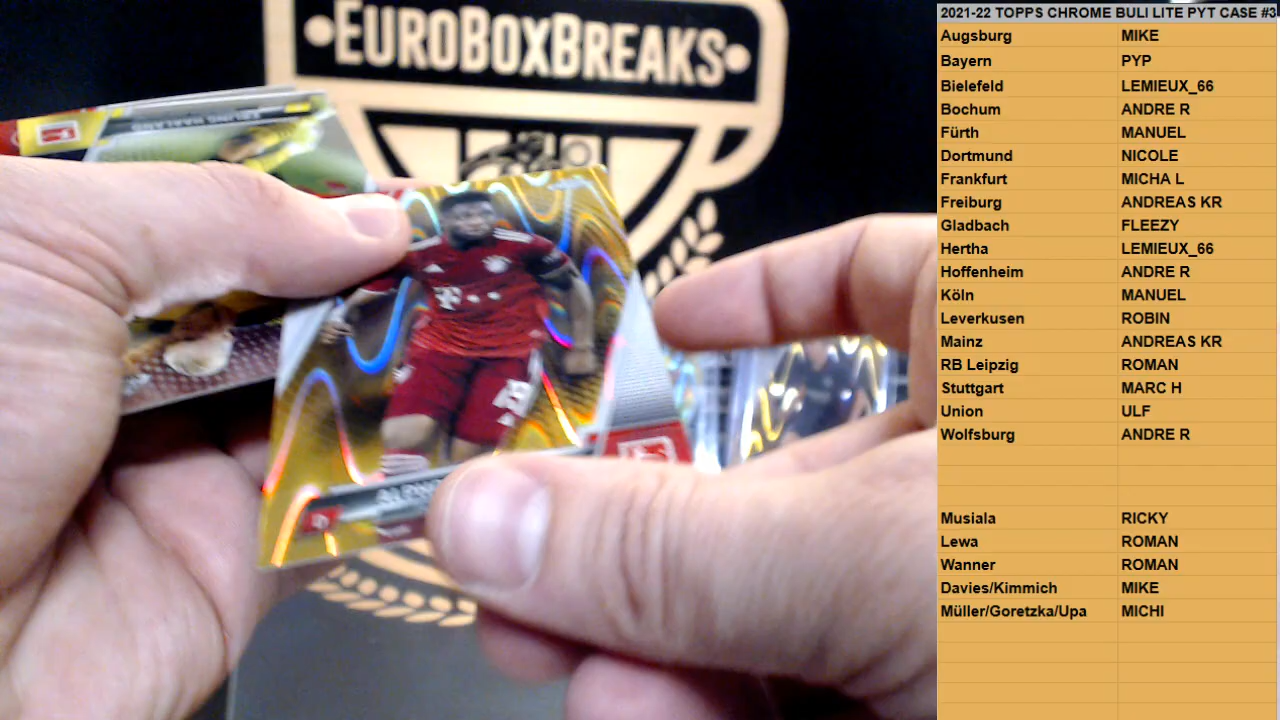 EUROBOXBREAKS
ERLING HAALAND
19
2021-22 TOPPS CHROME BULI LITE PYT CASE #3
Augsburg MIKE
Bayern PYP
Bielefeld LEMIEUX_66
Bochum ANDRE R
Fürth MANUEL
Dortmund NICOLE
Frankfurt MICHA L
Freiburg ANDREAS KR
Gladbach FLEEZY
Hertha LEMIEUX_66
Hoffenheim ANDRE R
Köln MANUEL
Leverkusen ROBIN
Mainz ANDREAS KR
RB Leipzig ROMAN
Stuttgart MARC H
Union ULF
Wolfsburg ANDRE R
Musiala RICKY
Lewa ROMAN
Wanner ROMAN
Davies/Kimmich MIKE
Müller/Goretzka/Upa MICHI